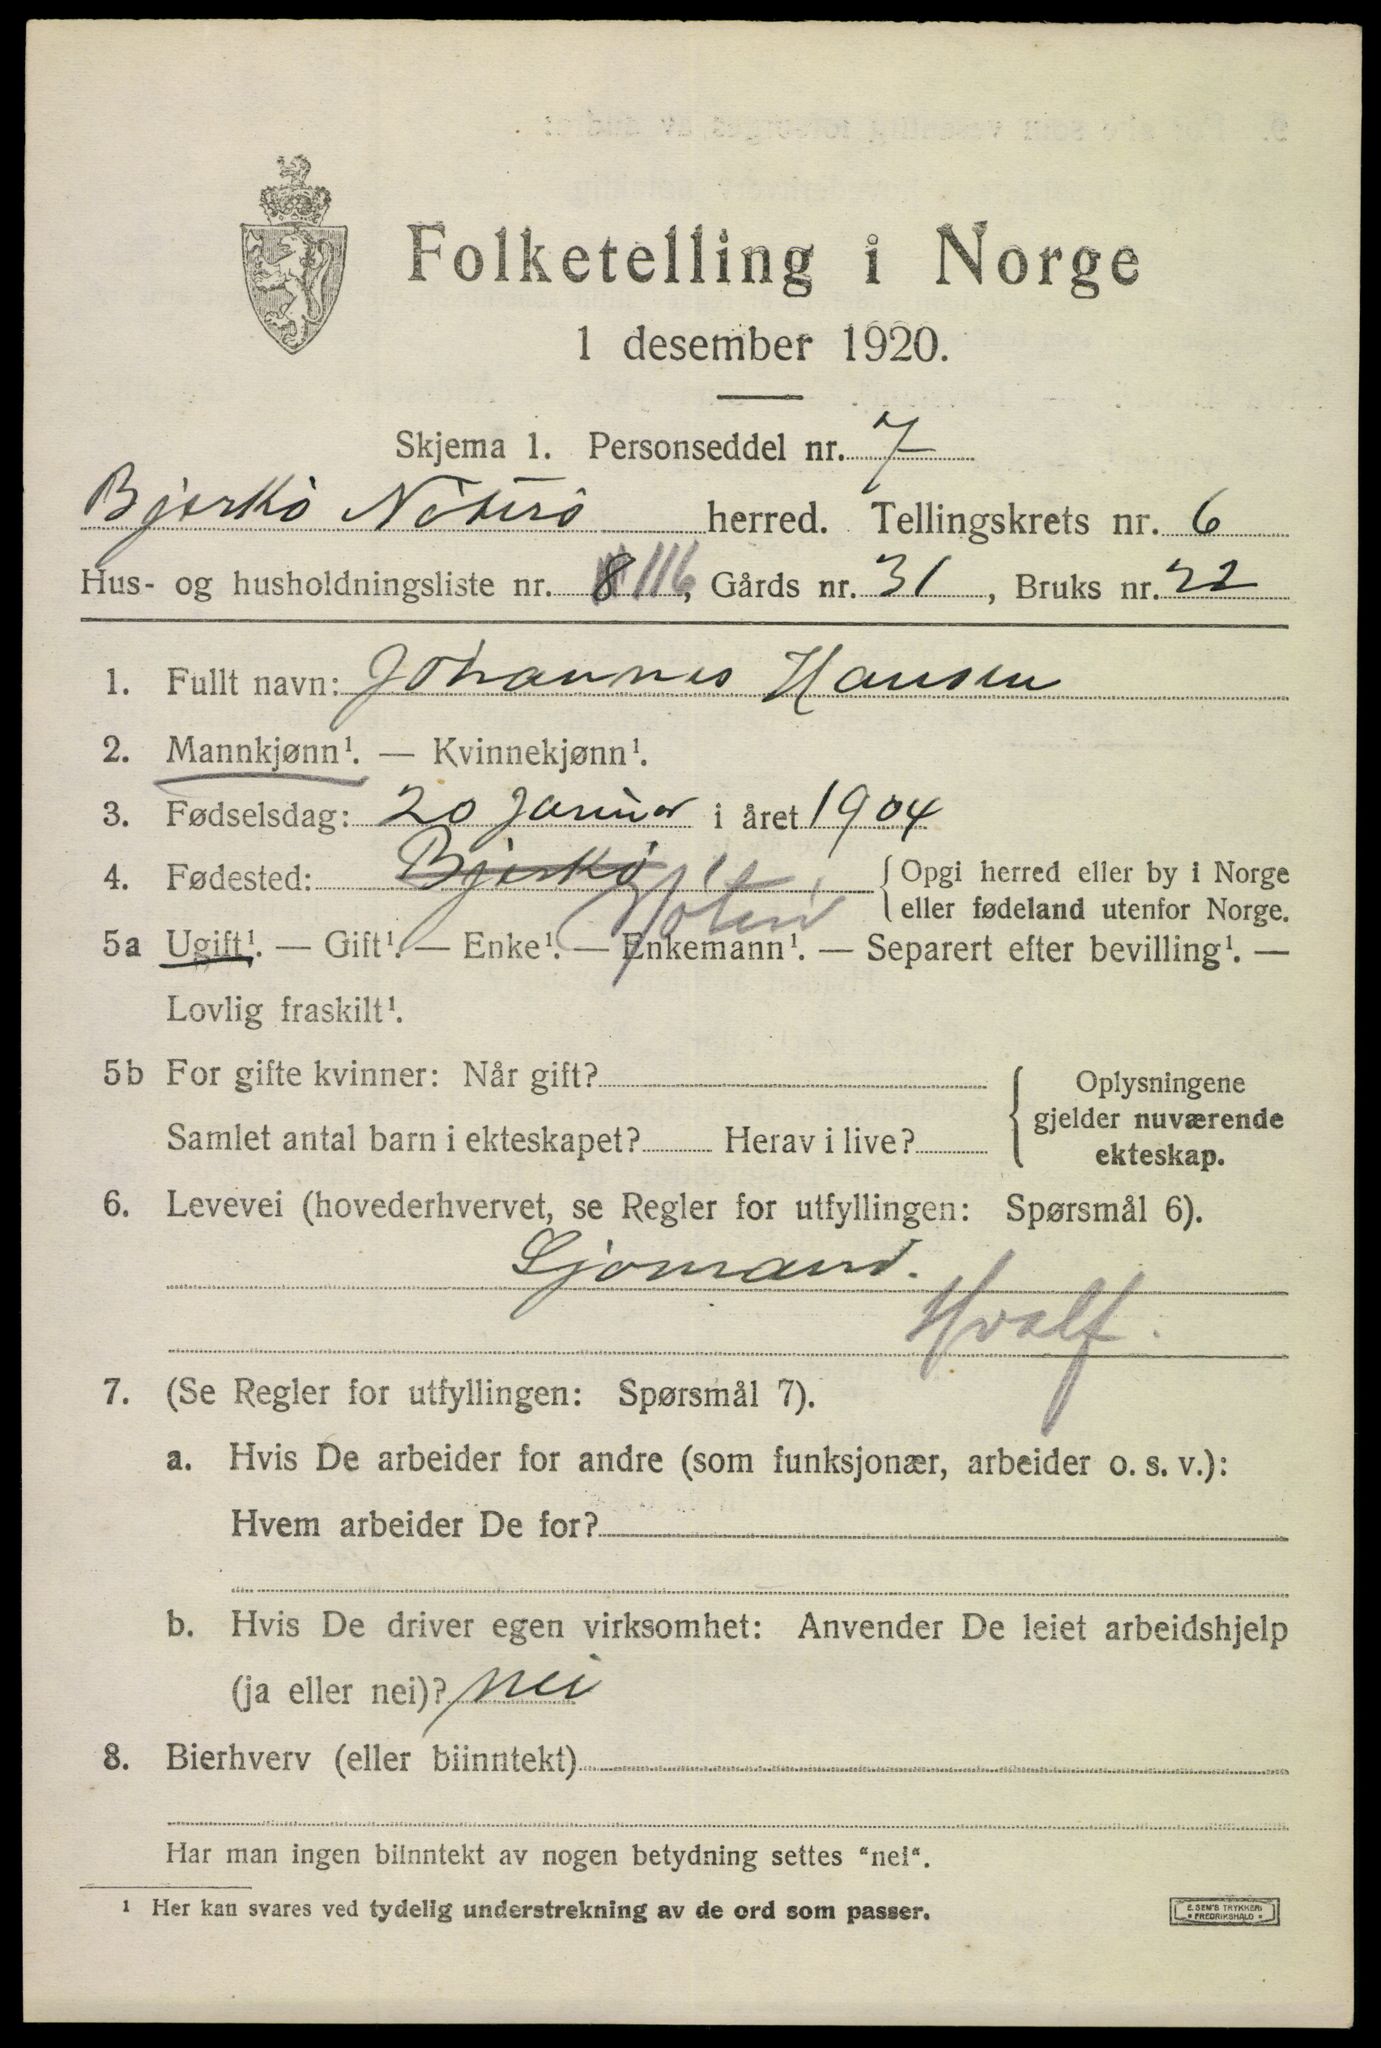 Folketelling i Norge
1 desember 1920.
Skjema 1. Personseddel nr. 7
Bjerkö Nöterö herred. Tellingskrets nr. 6
Hus- og husholdningsliste nr. 8 116, Gårds nr. 31, Bruks nr. 22
1. Fullt navn: Johannes Hansen
2. Mannkjønn¹. — Kvinnekjønn¹.
3. Fødselsdag: 20 Januar i året 1904
4. Fødested: Bjerkö Nöterö { Opgi herred eller by i Norge
eller fødeland utenfor Norge.
5a Ugift¹. — Gift¹. — Enke¹. — Enkemann¹. — Separert efter bevilling¹. —
Lovlig fraskilt¹.
5b For gifte kvinner: Når gift? { Oplysningene
gjelder nuværende
Samlet antal barn i ekteskapet? Herav i live?
ekteskap.
6. Levevei (hovederhvervet, se Regler for utfyllingen: Spørsmål 6).
Sjömand.
Hvalf.
7. (Se Regler for utfyllingen: Spørsmål 7).
a. Hvis De arbeider for andre (som funksjonær, arbeider o. s. v.):
Hvem arbeider De for?
b. Hvis De driver egen virksomhet: Anvender De leiet arbeidshjelp
(ja eller nei)? nei
8. Bierhverv (eller biinntekt)
Har man ingen biinntekt av nogen betydning settes "nei".
¹ Her kan svares ved tydelig understrekning av de ord som passer.
E. SEM'S TRYKKERI
• FREDRIKSHALD •